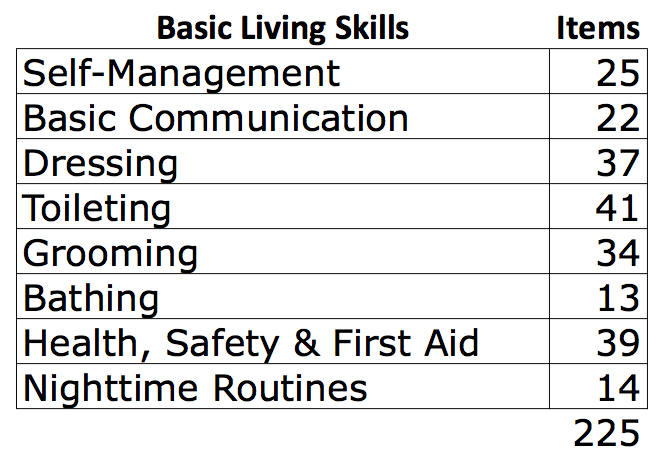 Basic Living Skills Items
Self-Management 25
Basic Communication 22
Dressing 37
Toileting 41
Grooming 34
Bathing 13
Health, Safety & First Aid 39
Nighttime Routines 14
225